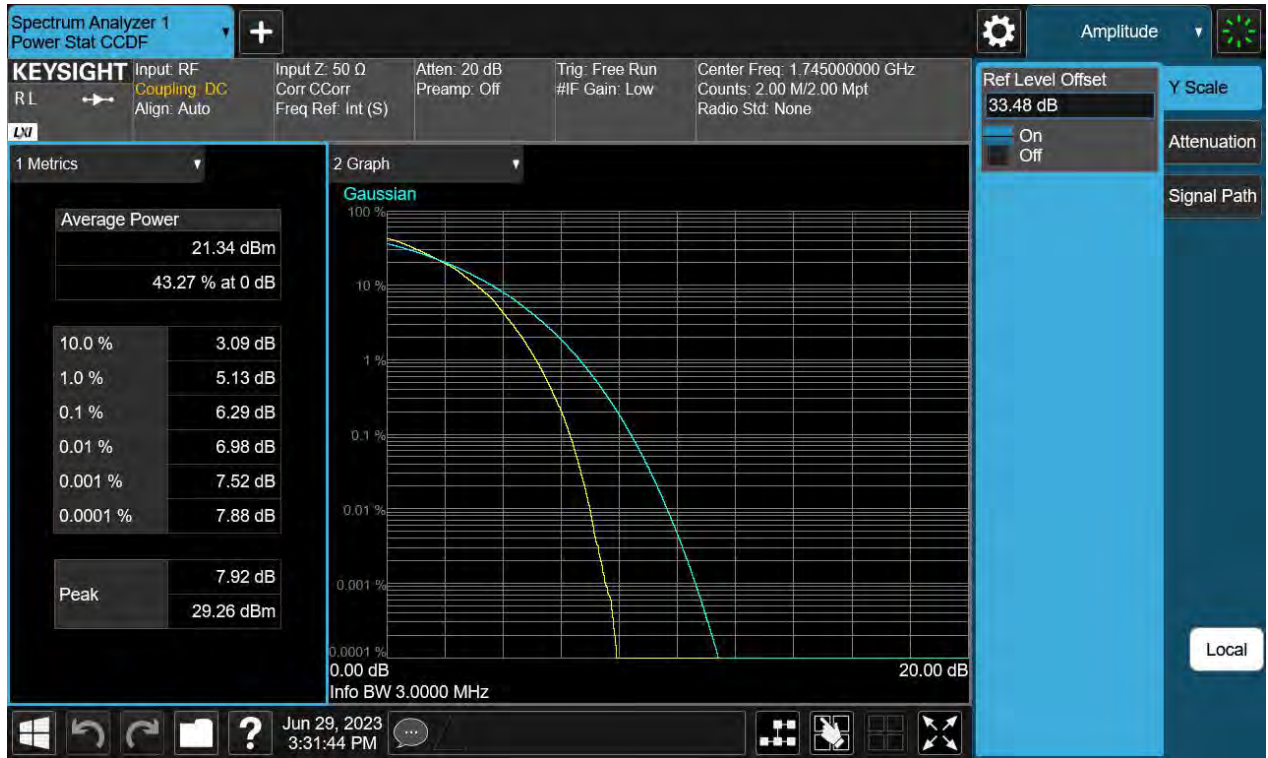 Spectrum Analyzer 1
Power Stat CCDF
+
Amplitude
KEYSIGHT
RL
LXI
Input: RF
Coupling: DC
Align: Auto
Input Z: 50 Ω
Corr CCorr
Freq Ref: Int (S)
Atten: 20 dB
Preamp: Off
Trig: Free Run
#IF Gain: Low
Center Freq: 1.745000000 GHz
Counts: 2.00 M/2.00 Mpt
Radio Std: None
Ref Level Offset
33.48 dB
On
Off
Y Scale
Attenuation
Signal Path
Local
1 Metrics
Average Power
21.34 dBm
43.27 % at 0 dB
10.0 % 3.09 dB
1.0 % 5.13 dB
0.1 % 6.29 dB
0.01 % 6.98 dB
0.001 % 7.52 dB
0.0001 % 7.88 dB
Peak
7.92 dB
29.26 dBm
2 Graph
Gaussian
100 %
10 %
1 %
0.1 %
0.01 %
0.001 %
0.0001 %
0.00 dB 20.00 dB
Info BW 3.0000 MHz
?
Jun 29, 2023
3:31:44 PM